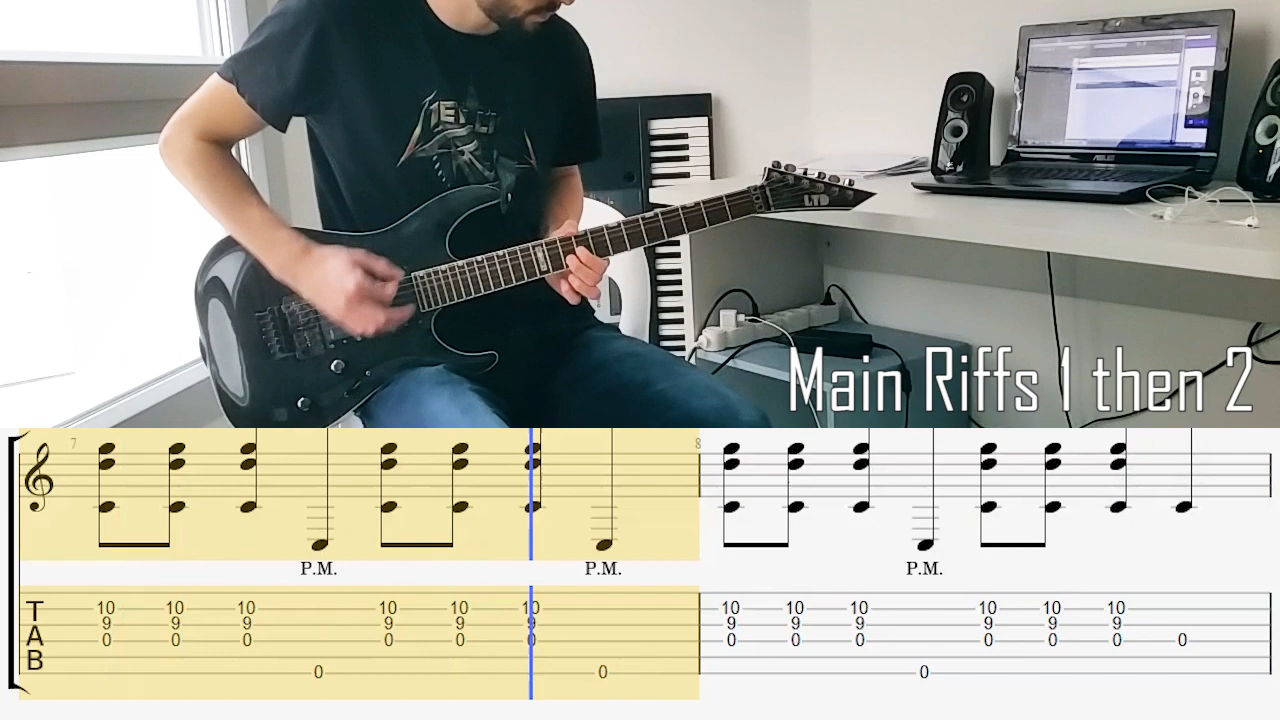 LTD
ASUS
Main Riffs 1 then 2
7 8
P.M. P.M. P.M.
T 10 10 10 10 10 10 10 10 10 10 10 10
A 9 9 9 9 9 9 9 9 9 9 9 9
B 0 0 0 0 0 0 0 0 0 0 0 0 0
0 0 0